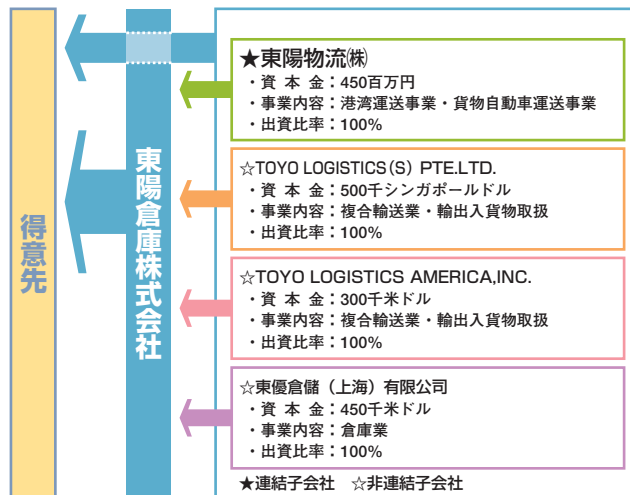 得意先
東陽倉庫株式会社
★東陽物流㈱
・資 本 金：450百万円
・事業内容：港湾運送事業・貨物自動車運送事業
・出資比率：100%
☆TOYO LOGISTICS(S) PTE.LTD.
・資 本 金：500千シンガポールドル
・事業内容：複合輸送業・輸出入貨物取扱
・出資比率：100%
☆TOYO LOGISTICS AMERICA,INC.
・資 本 金：300千米ドル
・事業内容：複合輸送業・輸出入貨物取扱
・出資比率：100%
☆東優倉儲（上海）有限公司
・資 本 金：450千米ドル
・事業内容：倉庫業
・出資比率：100%
★連結子会社　☆非連結子会社